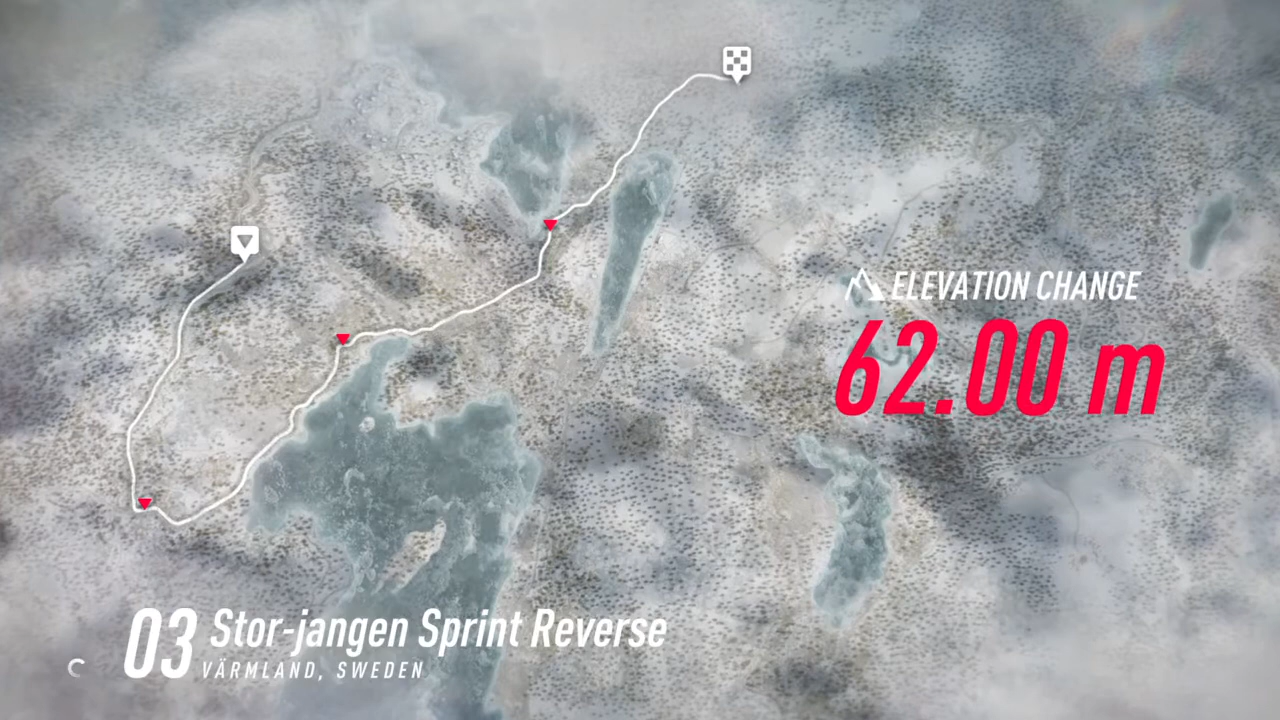 ELEVATION CHANGE
62.00 m
03 Stor-jangen Sprint Reverse
VÄRMLAND, SWEDEN